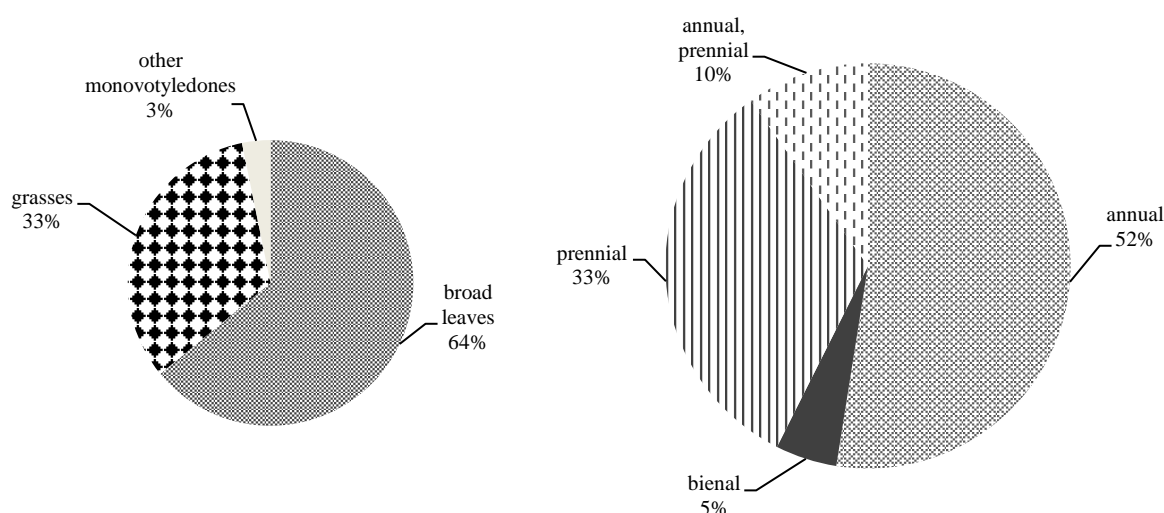 other
monovotyledones
3%
grasses
33%
broad
leaves
64%
annual,
prennial
10%
annual
52%
prennial
33%
bienal
5%